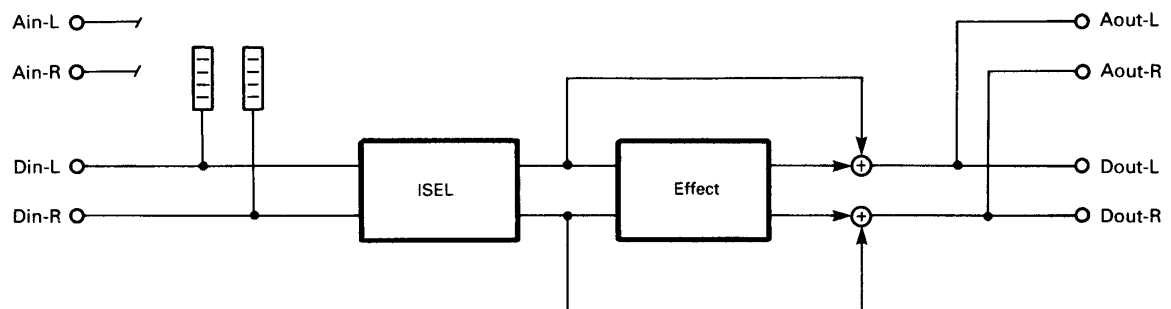 Ain-L
Aout-L
Ain-R
Aout-R
Din-L
Dout-L
ISEL
Effect
Din-R
Dout-R